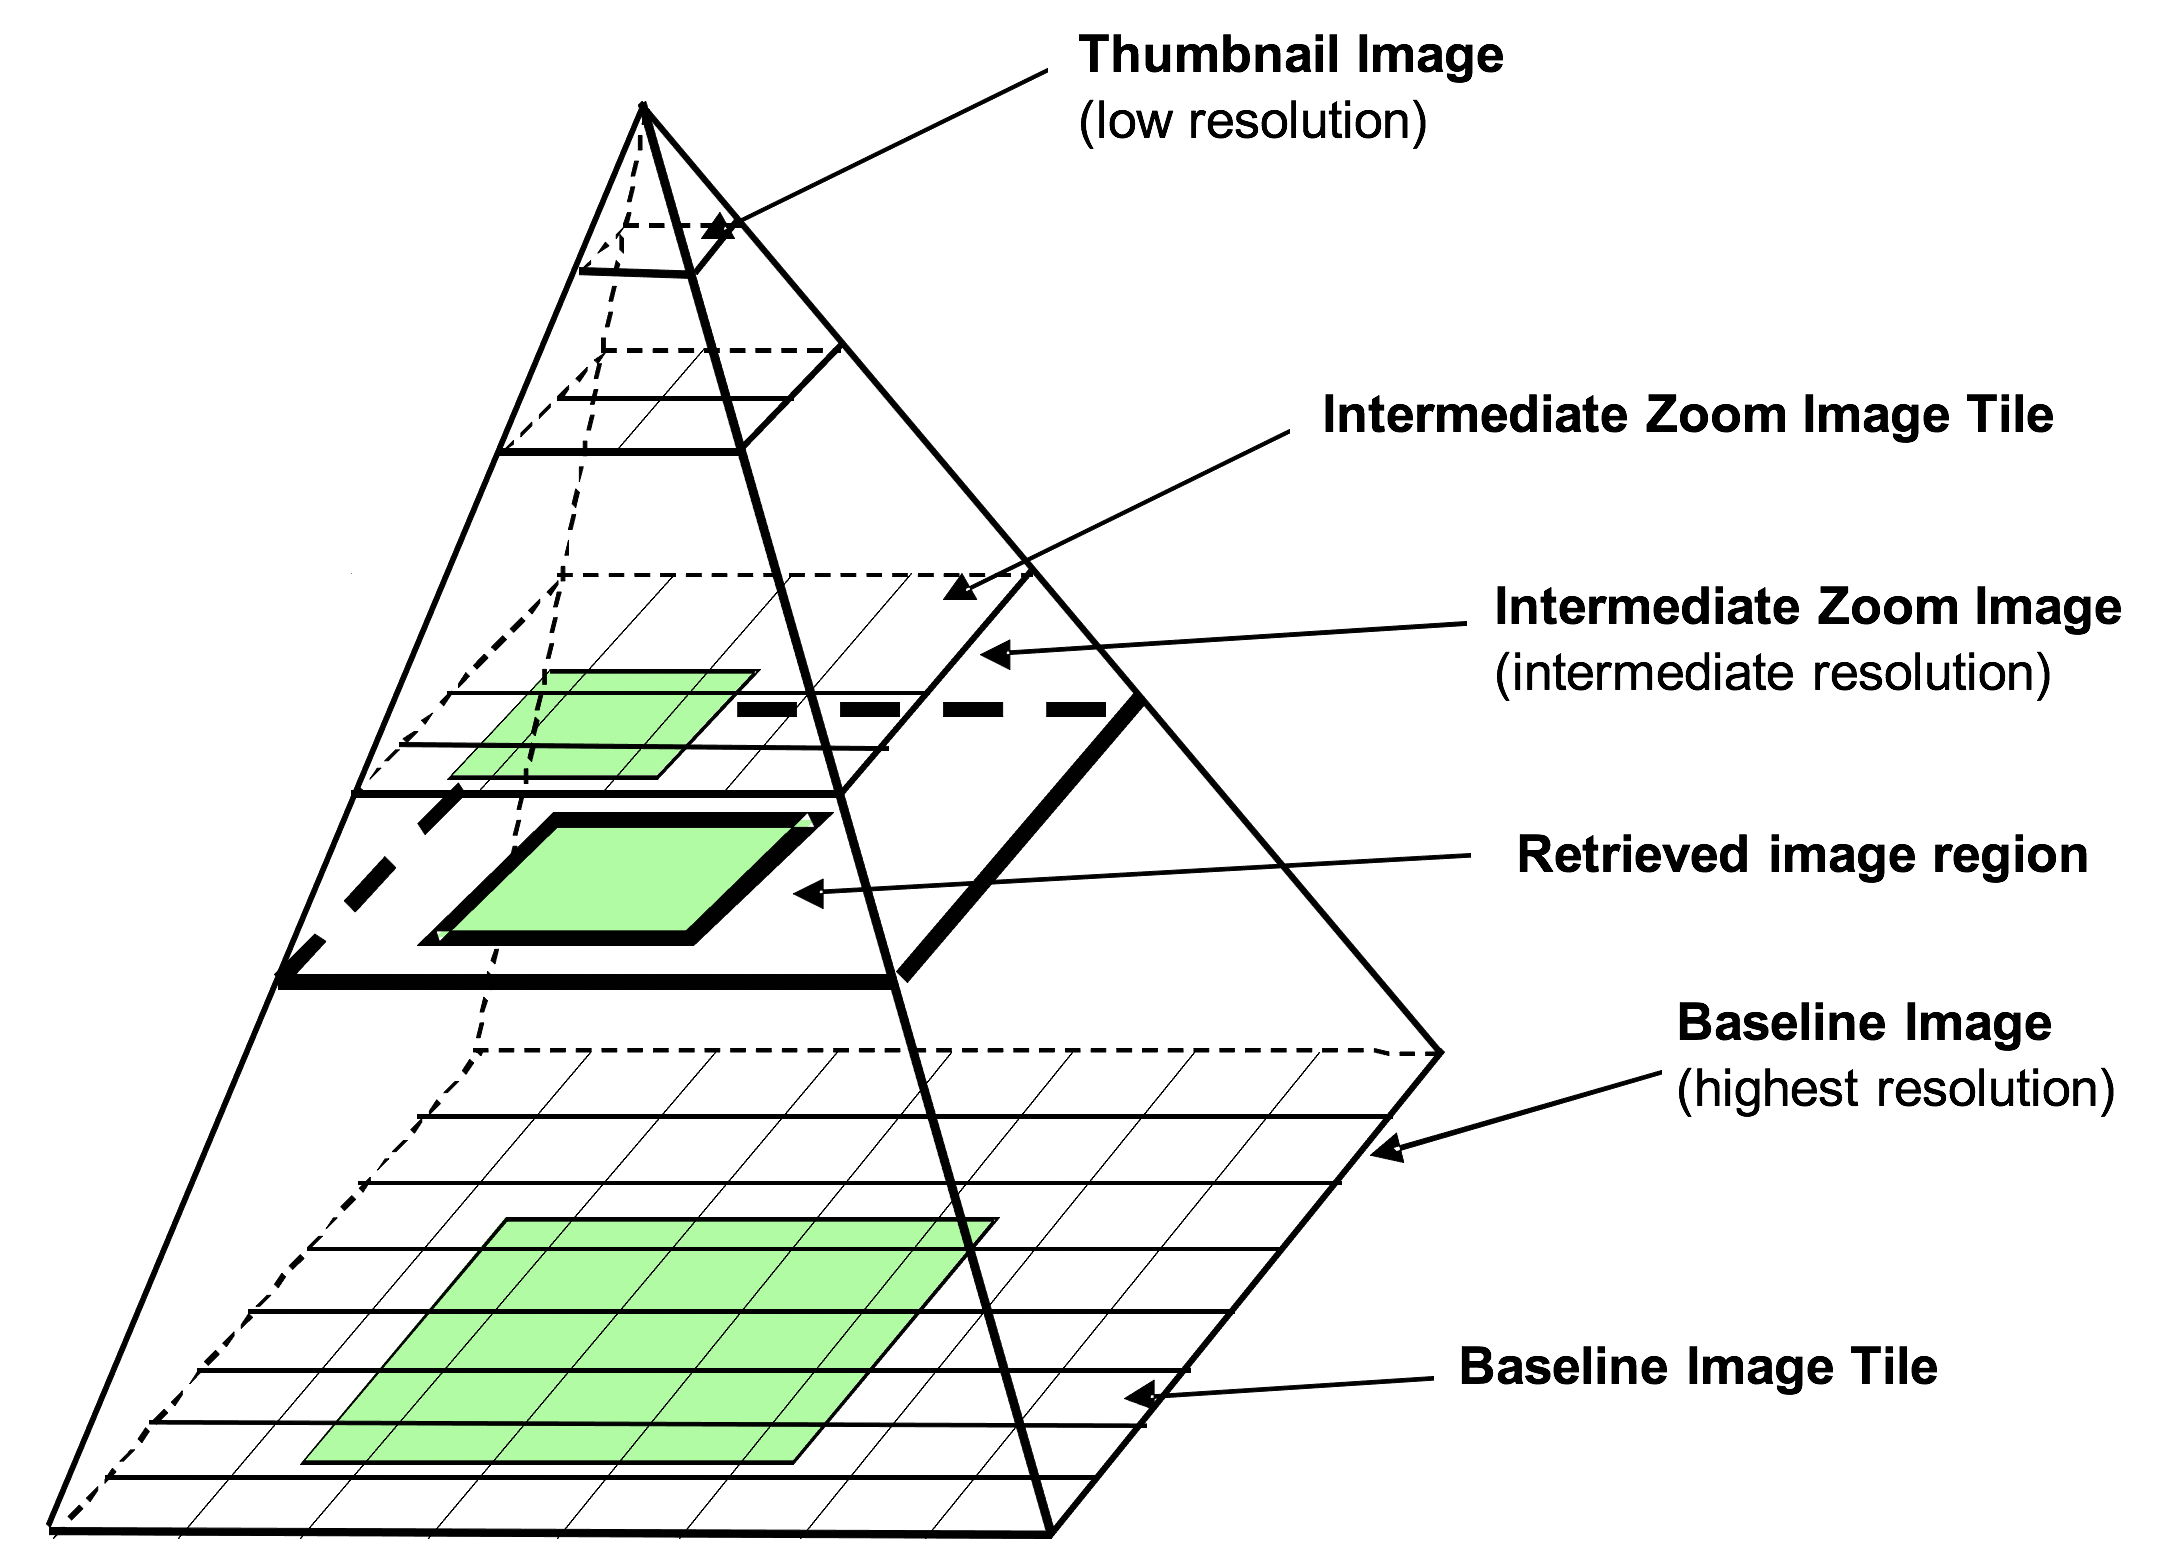 Thumbnail Image
(low resolution)
Intermediate Zoom Image Tile
Intermediate Zoom Image
(intermediate resolution)
Retrieved image region
Baseline Image
(highest resolution)
Baseline Image Tile